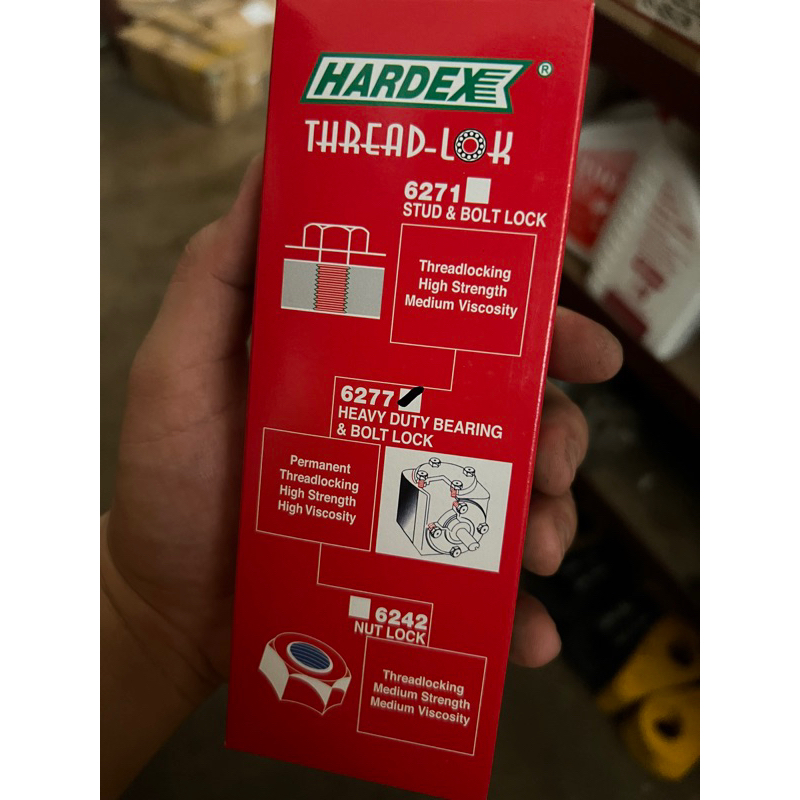 HARDEX ®
THREAD-LOK
6271
STUD & BOLT LOCK
Threadlocking
High Strength
Medium Viscosity
6277
HEAVY DUTY BEARING
& BOLT LOCK
Permanent
Threadlocking
High Strength
High Viscosity
6242
NUT LOCK
Threadlocking
Medium Strength
Medium Viscosity